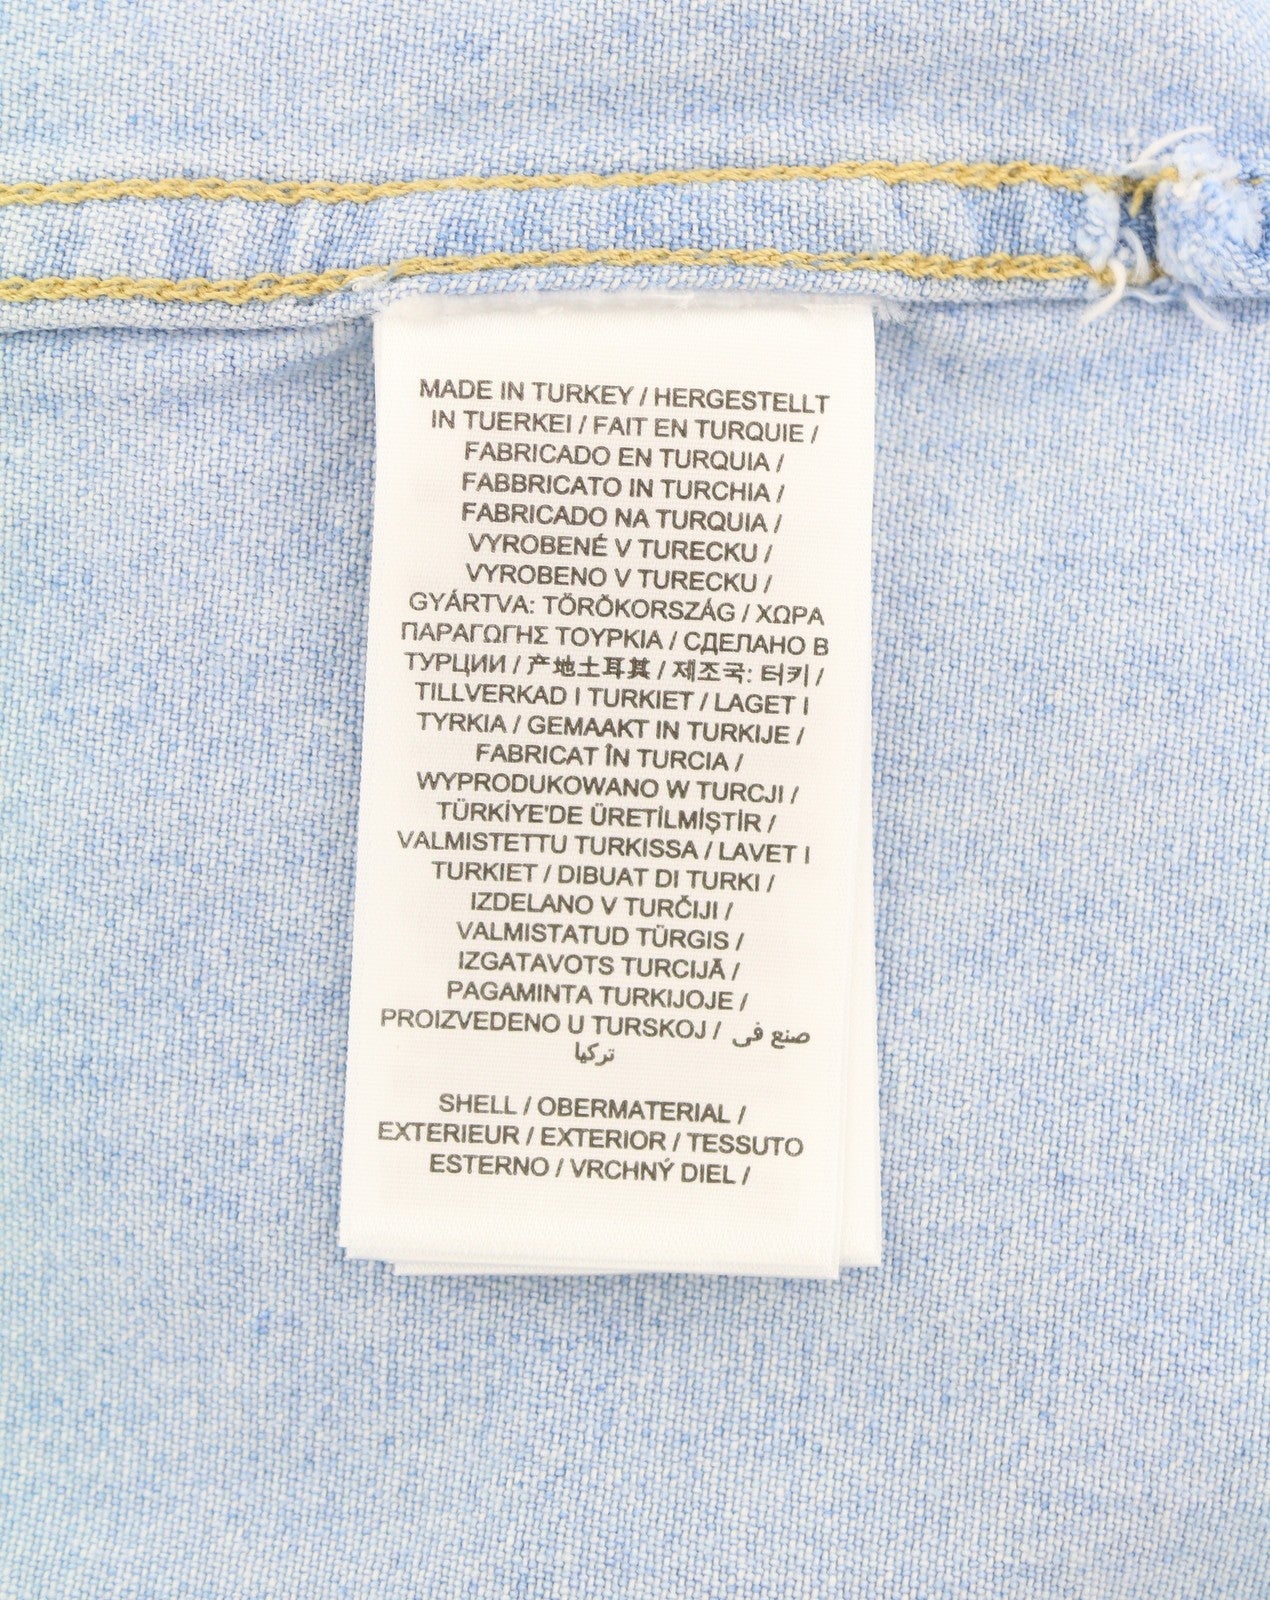 MADE IN TURKEY / HERGESTELLT
IN TUERKEI / FAIT EN TURQUIE /
FABRICADO EN TURQUIA /
FABBRICATO IN TURCHIA /
FABRICADO NA TURQUIA /
VYROBENÉ V TURECKU /
VYROBENO V TURECKU /
GYÁRTVA: TÖRÖKORSZÁG / ΧΩΡΑ
ΠΑΡΑΓΩΓΗΣ ΤΟΥΡΚΙΑ / СДЕЛАНО В
ТУРЦИИ / 产地土耳其 / 제조국: 터키 /
TILLVERKAD I TURKIET / LAGET I
TYRKIA / GEMAAKT IN TURKIJE /
FABRICAT ÎN TURCIA /
WYPRODUKOWANO W TURCJI /
TÜRKİYE'DE ÜRETİLMİŞTİR /
VALMISTETTU TURKISSA / LAVET I
TURKIET / DIBUAT DI TURKI /
IZDELANO V TURČIJI /
VALMISTATUD TÜRGIS /
IZGATAVOTS TURCIJĀ /
PAGAMINTA TURKIJOJE /
PROIZVEDENO U TURSKOJ / صنع في
تركيا
SHELL / OBERMATERIAL /
EXTERIEUR / EXTERIOR / TESSUTO
ESTERNO / VRCHNÝ DIEL /